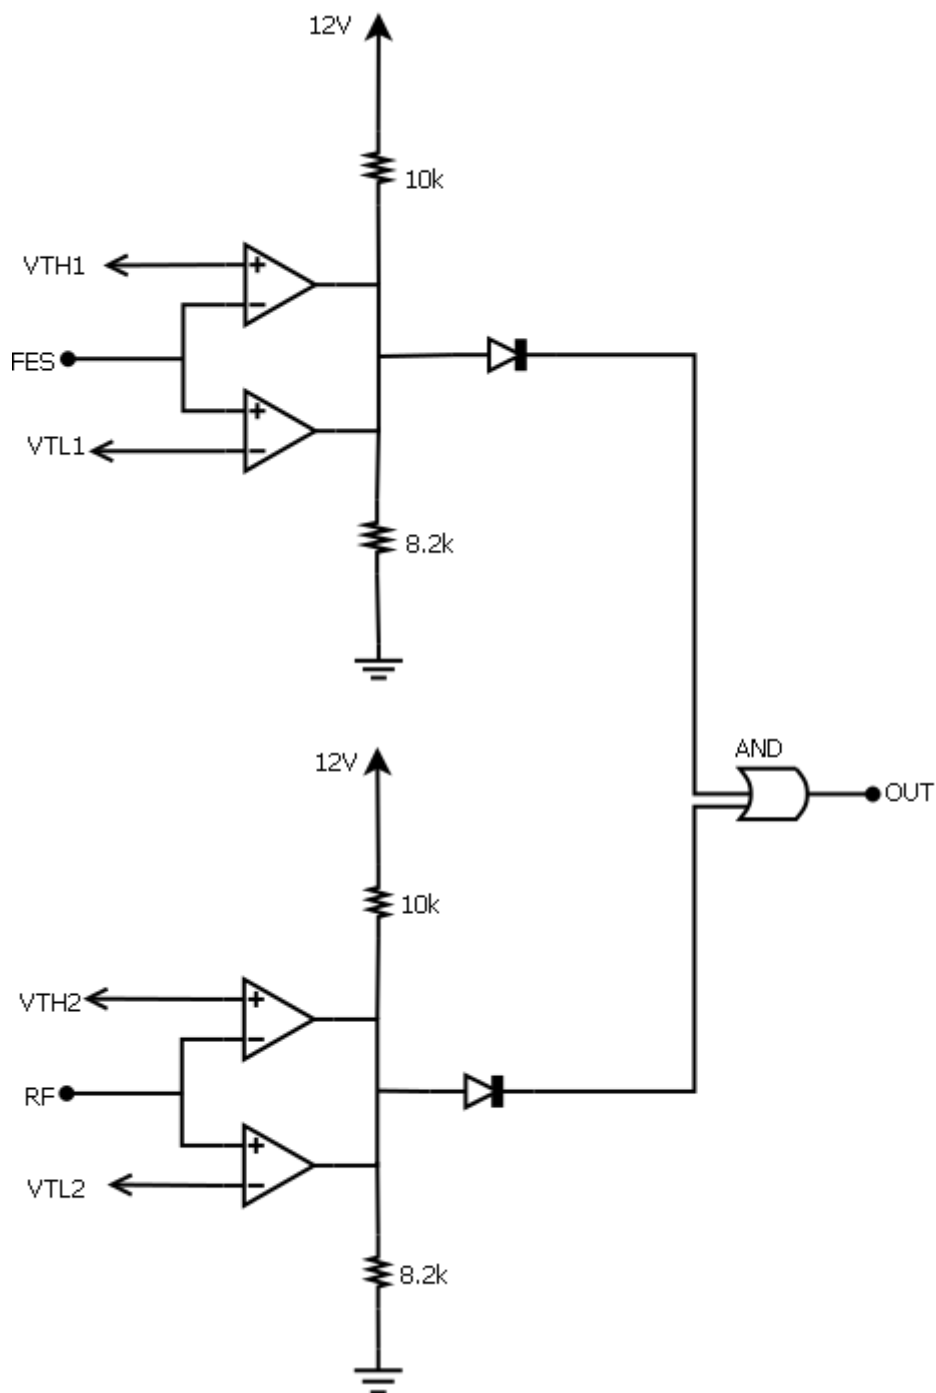 12V
10k
VTH1
+
−
FES
+
VTL1
−
8.2k
12V
AND
OUT
10k
VTH2
+
−
RF
+
VTL2
−
8.2k